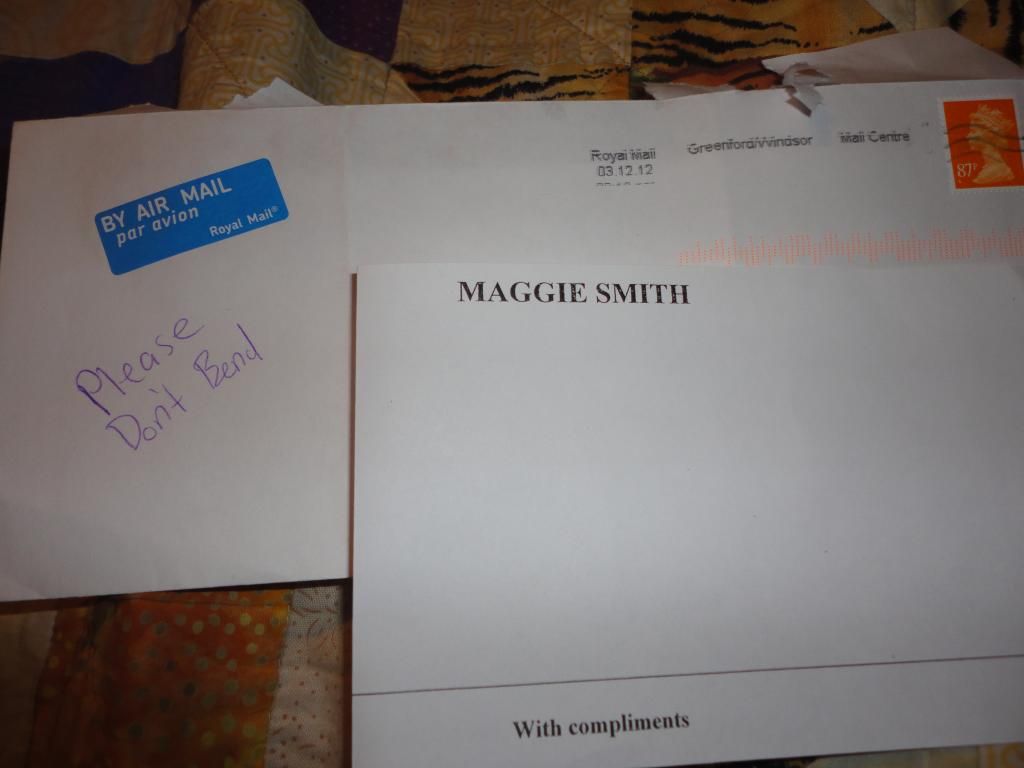 BY AIR MAIL
par avion
Royal Mail®
Royal Mail
03.12.12
Greenford/Windsor Mail Centre
87P
Please
Don't Bend
MAGGIE SMITH
With compliments